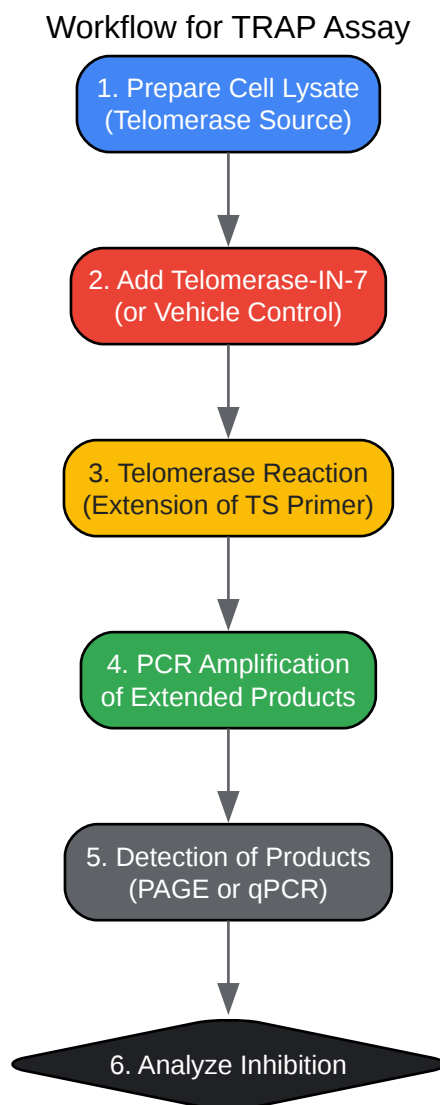 Workflow for TRAP Assay
1. Prepare Cell Lysate
(Telomerase Source)
2. Add Telomerase-IN-7
(or Vehicle Control)
3. Telomerase Reaction
(Extension of TS Primer)
4. PCR Amplification
of Extended Products
5. Detection of Products
(PAGE or qPCR)
6. Analyze Inhibition